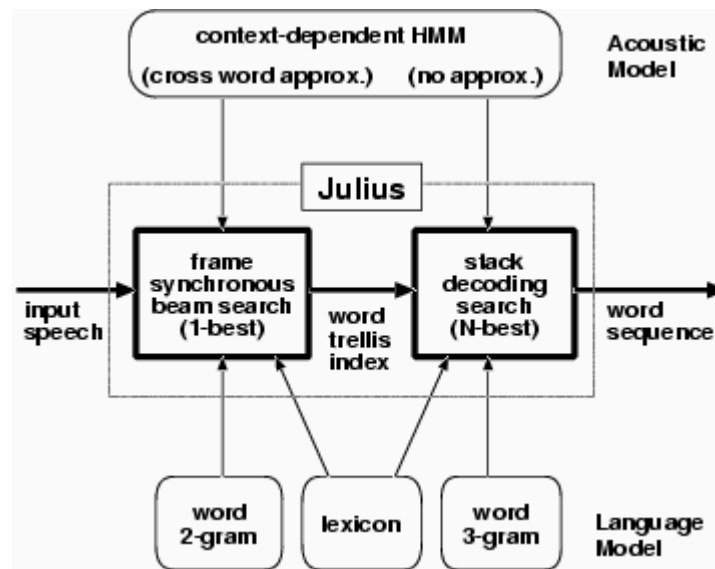 context-dependent HMM
(cross word approx.) (no approx.)
Acoustic
Model
Julius
frame
synchronous
beam search
(1-best)
stack
decoding
search
(N-best)
input
speech
word
trellis
index
word
sequence
word
2-gram
lexicon
word
3-gram
Language
Model